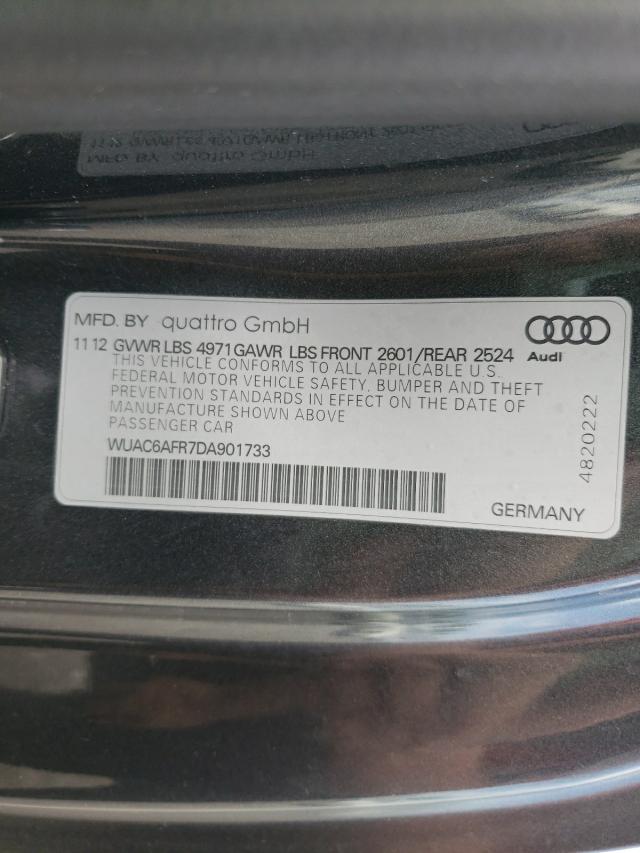 MFD. BY quattro GmbH
11 12 GVWR LBS 4971 GAWR LBS FRONT 2601/REAR 2524
Audi
THIS VEHICLE CONFORMS TO ALL APPLICABLE U.S.
FEDERAL MOTOR VEHICLE SAFETY, BUMPER AND THEFT
PREVENTION STANDARDS IN EFFECT ON THE DATE OF
MANUFACTURE SHOWN ABOVE
PASSENGER CAR
WUAC6AFR7DA901733
4820222
GERMANY